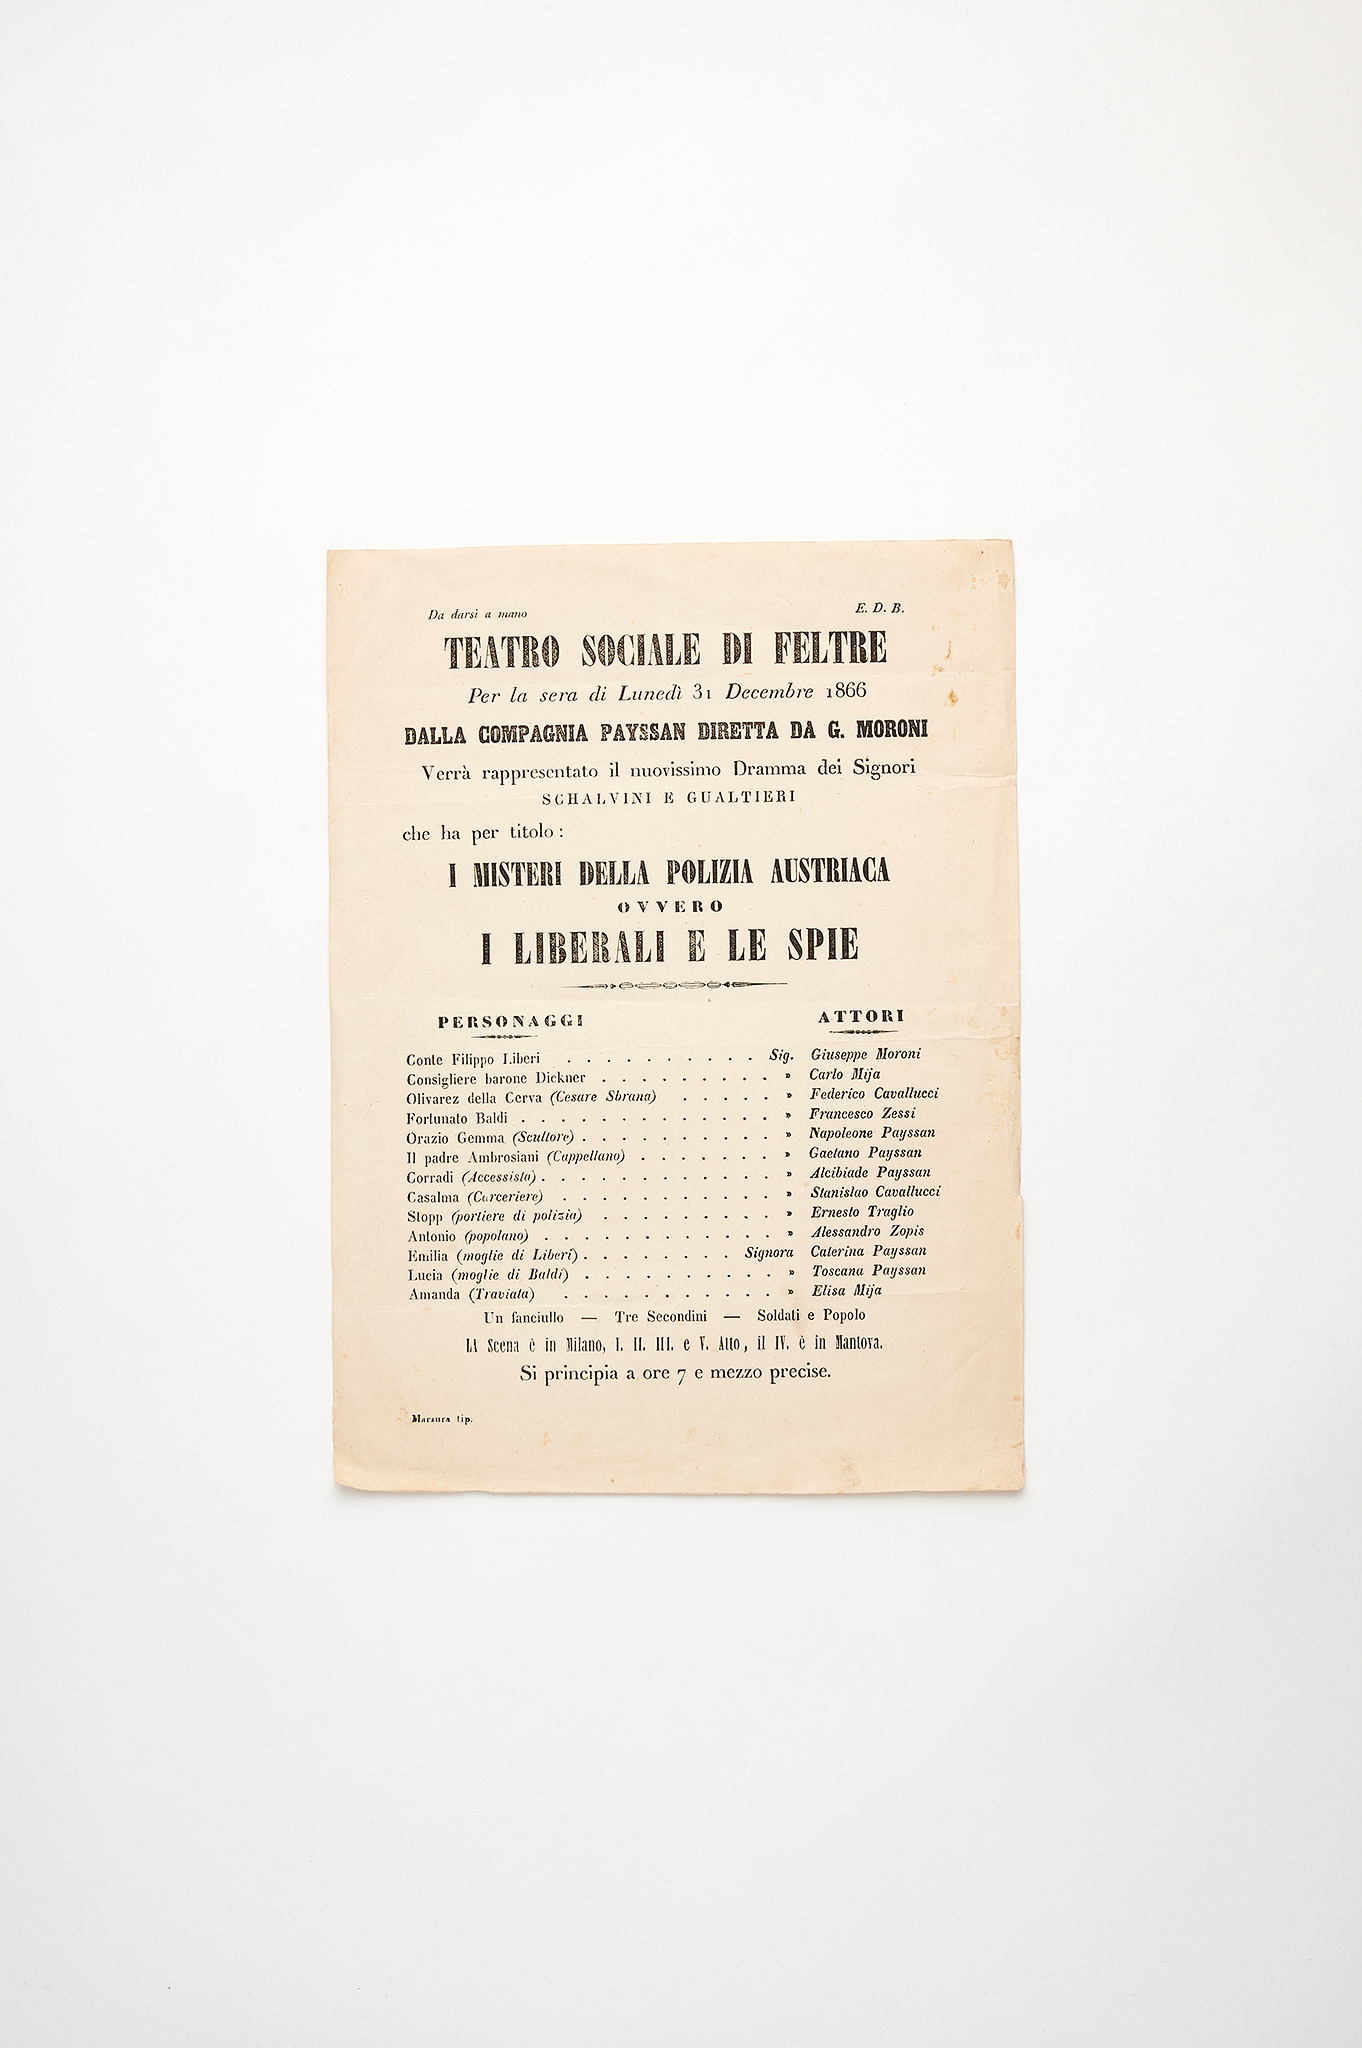 Da darsi a mano E. D. B.
TEATRO SOCIALE DI FELTRE
Per la sera di Lunedì 31 Decembre 1866
DALLA COMPAGNIA PAYSSAN DIRETTA DA G. MORONI
Verrà rappresentato il nuovissimo Dramma dei Signori
SCHALVINI E GUALTIERI
che ha per titolo :
I MISTERI DELLA POLIZIA AUSTRIACA
OVVERO
I LIBERALI E LE SPIE
PERSONAGGI ATTORI
Conte Filippo Liberi . . . . . . . . . . Sig. Giuseppe Moroni
Consigliere barone Dickner . . . . . . . . . » Carlo Mija
Olivarez della Cerva (Cesare Sbrana) . . . . . » Federico Cavallucci
Fortunato Baldi . . . . . . . . . . . . . » Francesco Zessi
Orazio Gemma (Scultore) . . . . . . . . . . » Napoleone Payssan
Il padre Ambrosiani (Cappellano) . . . . . . . » Gaetano Payssan
Corradi (Accessista) . . . . . . . . . . . . » Alcibiade Payssan
Casalma (Carceriere) . . . . . . . . . . . » Stanislao Cavallucci
Stopp (portiere di polizia) . . . . . . . . . » Ernesto Traglio
Antonio (popolano) . . . . . . . . . . . . » Alessandro Zopis
Emilia (moglie di Liberi) . . . . . . . . Signora Caterina Payssan
Lucia (moglie di Baldi) . . . . . . . . . . » Toscana Payssan
Amanda (Traviata) . . . . . . . . . . . » Elisa Mija
Un fanciullo — Tre Secondini — Soldati e Popolo
LA Scena è in Milano, I. II. III. e V. Atto, il IV. è in Mantova.
Si principia a ore 7 e mezzo precise.
Marsura tip.